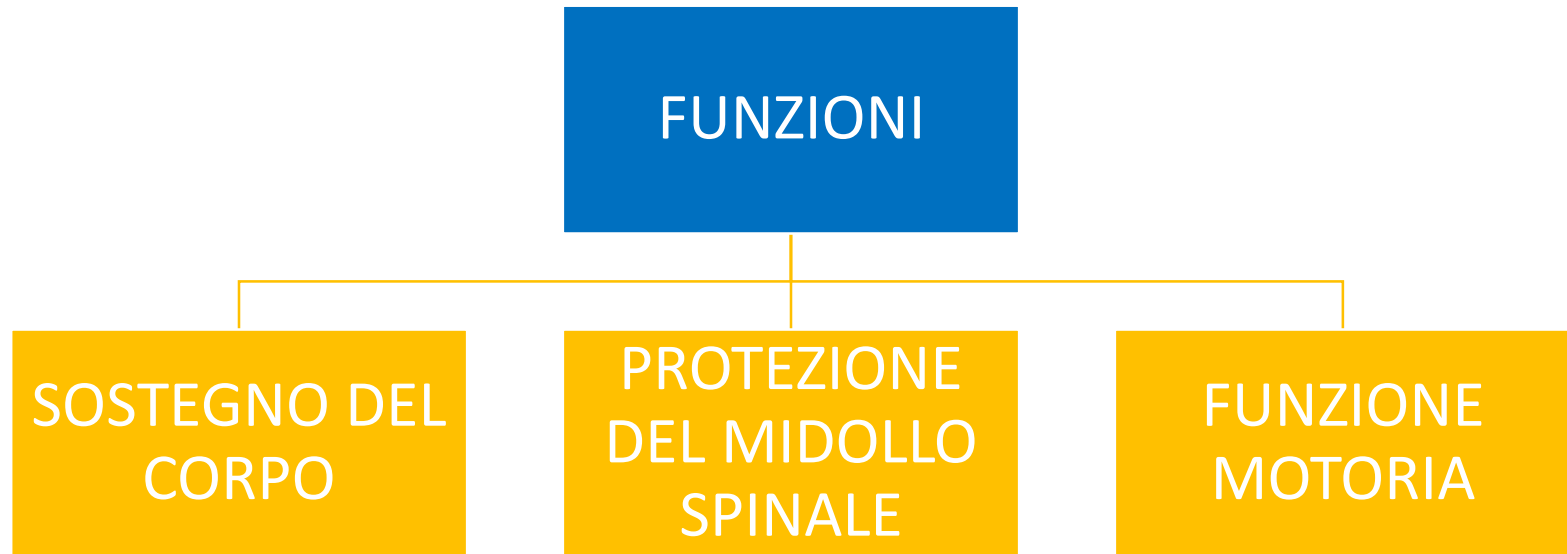 FUNZIONI
SOSTEGNO DEL
CORPO
PROTEZIONE
DEL MIDOLLO
SPINALE
FUNZIONE
MOTORIA